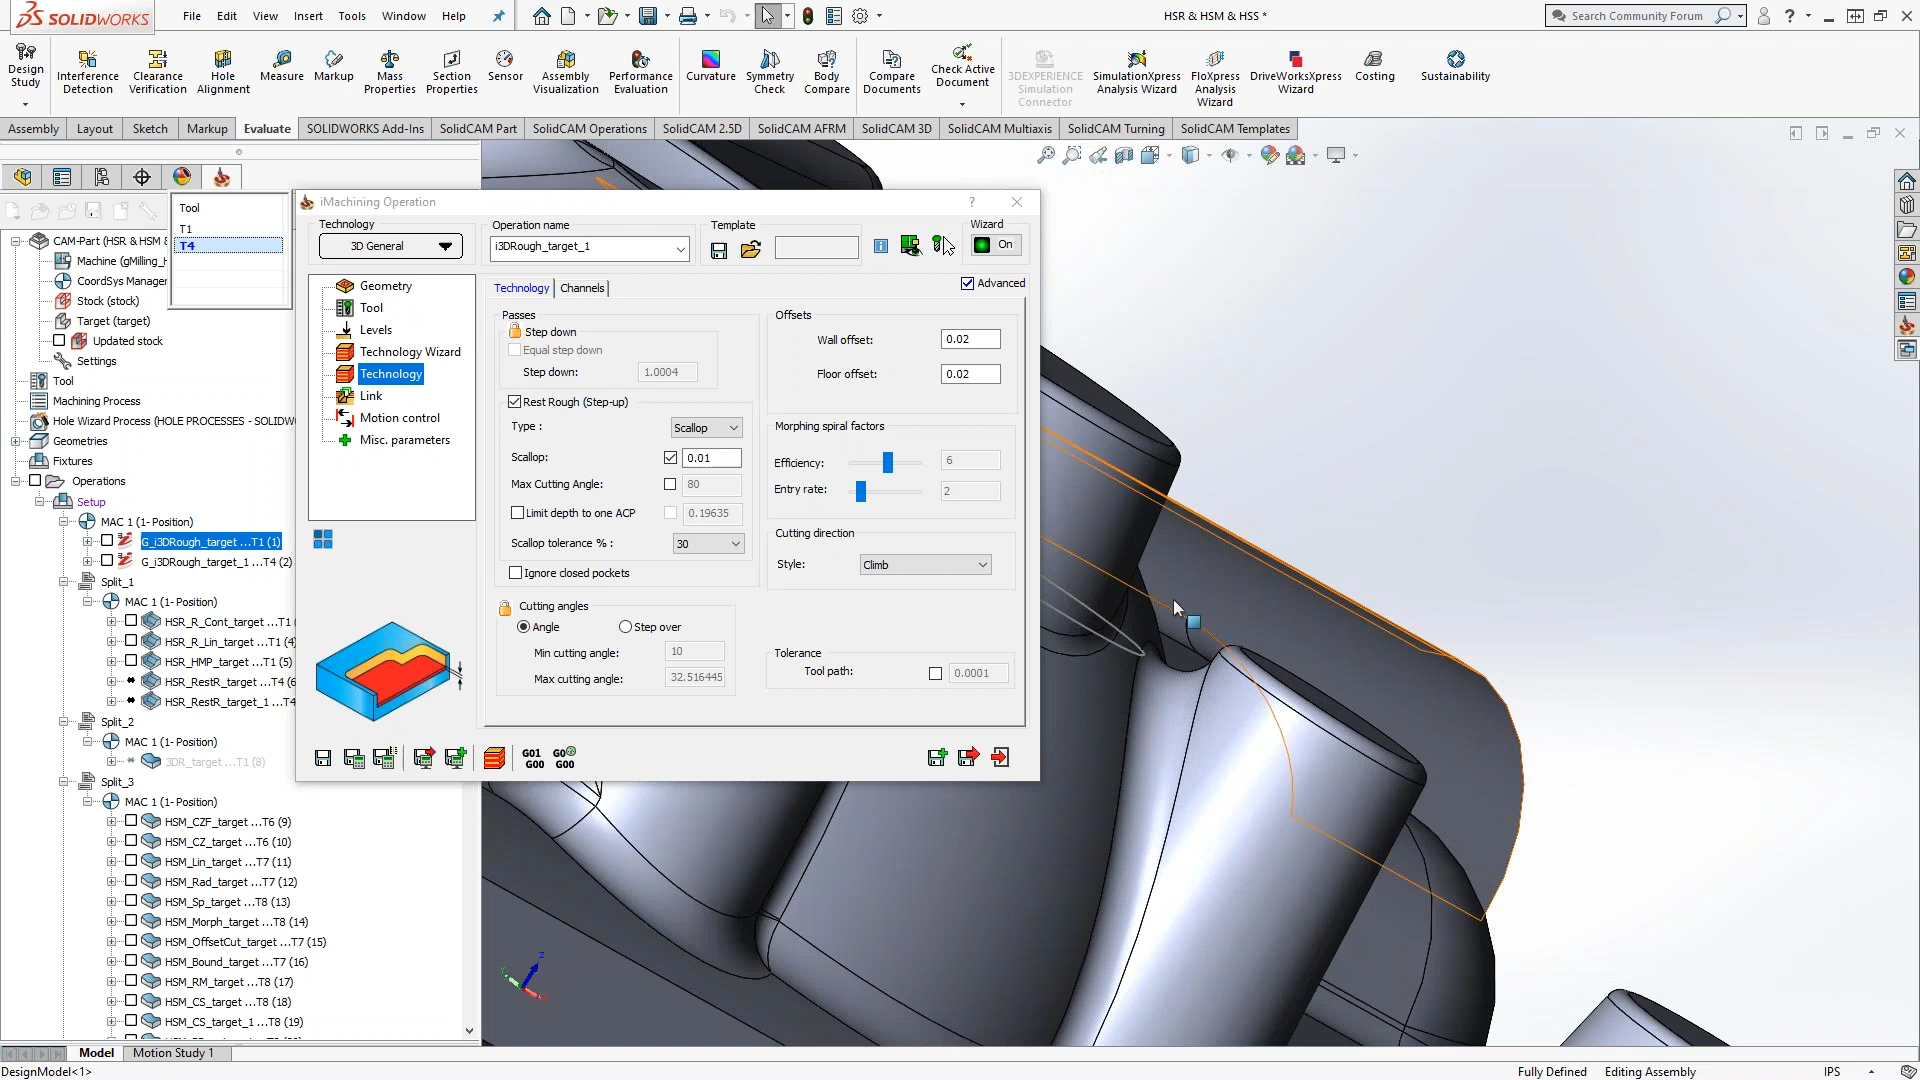 SOLIDWORKS
File Edit View Insert Tools Window Help
HSR & HSM & HSS *
Search Community Forum
Design Study
Interference Detection
Clearance Verification
Hole Alignment
Measure
Markup
Mass Properties
Section Properties
Sensor
Assembly Visualization
Performance Evaluation
Curvature
Symmetry Check
Body Compare
Compare Documents
Check Active Document
3DEXPERIENCE Simulation Connector
SimulationXpress Analysis Wizard
FloXpress Analysis Wizard
DriveWorksXpress Wizard
Costing
Sustainability
Assembly Layout Sketch Markup Evaluate SOLIDWORKS Add-Ins SolidCAM Part SolidCAM Operations SolidCAM 2.5D SolidCAM AFRM SolidCAM 3D SolidCAM Multiaxis SolidCAM Turning SolidCAM Templates
Tool
T1
T4
CAM-Part (HSR & HSM &
Machine (gMilling_H
CoordSys Manager
Stock (stock)
Target (target)
Updated stock
Settings
Tool
Machining Process
Hole Wizard Process (HOLE PROCESSES - SOLIDW
Geometries
Fixtures
Operations
Setup
MAC 1 (1- Position)
G_i3DRough_target ...T1 (1)
G_i3DRough_target_1 ...T4 (2)
Split_1
MAC 1 (1- Position)
HSR_R_Cont_target ...T1 (
HSR_R_Lin_target ...T1 (4)
HSR_HMP_target ...T1 (5)
HSR_RestR_target ...T4 (6
HSR_RestR_target_1 ...T4
Split_2
MAC 1 (1- Position)
3DR_target ...T1 (8)
Split_3
MAC 1 (1- Position)
HSM_CZF_target ...T6 (9)
HSM_CZ_target ...T6 (10)
HSM_Lin_target ...T7 (11)
HSM_Rad_target ...T7 (12)
HSM_Sp_target ...T8 (13)
HSM_Morph_target ...T8 (14)
HSM_OffsetCut_target ...T7 (15)
HSM_Bound_target ...T7 (16)
HSM_RM_target ...T8 (17)
HSM_CS_target ...T8 (18)
HSM_CS_target_1 ...T8 (19)
iMachining Operation
Technology
3D General
Operation name
i3DRough_target_1
Template
Wizard
On
Geometry
Tool
Levels
Technology Wizard
Technology
Link
Motion control
Misc. parameters
Technology Channels
Advanced
Passes
Step down
Equal step down
Step down: 1.0004
Rest Rough (Step-up)
Type : Scallop
Scallop: 0.01
Max Cutting Angle: 80
Limit depth to one ACP 0.19635
Scallop tolerance % : 30
Ignore closed pockets
Cutting angles
Angle Step over
Min cutting angle: 10
Max cutting angle: 32.516445
Offsets
Wall offset: 0.02
Floor offset: 0.02
Morphing spiral factors
Efficiency: 6
Entry rate: 2
Cutting direction
Style: Climb
Tolerance
Tool path: 0.0001
G01 G00
G00
Z
Model Motion Study 1
DesignModel<1>
Fully Defined Editing Assembly IPS